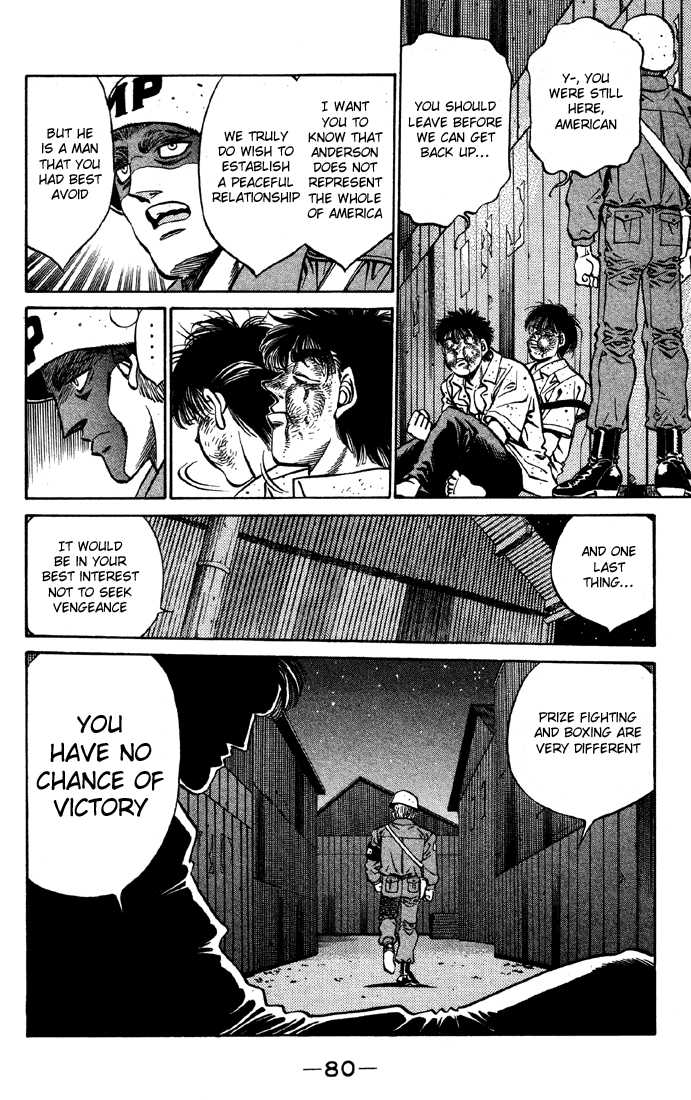 Y-, YOU
WERE STILL
HERE,
AMERICAN
YOU SHOULD
LEAVE BEFORE
WE CAN GET
BACK UP...
MP
I WANT
YOU TO
KNOW THAT
ANDERSON
DOES NOT
REPRESENT
THE WHOLE
OF AMERICA
WE TRULY
DO WISH TO
ESTABLISH
A PEACEFUL
RELATIONSHIP
BUT HE
IS A MAN
THAT YOU
HAD BEST
AVOID
...
P
AND ONE
LAST
THING...
IT WOULD
BE IN YOUR
BEST INTEREST
NOT TO SEEK
VENGEANCE
PRIZE FIGHTING
AND BOXING ARE
VERY DIFFERENT
YOU
HAVE NO
CHANCE OF
VICTORY
—80—